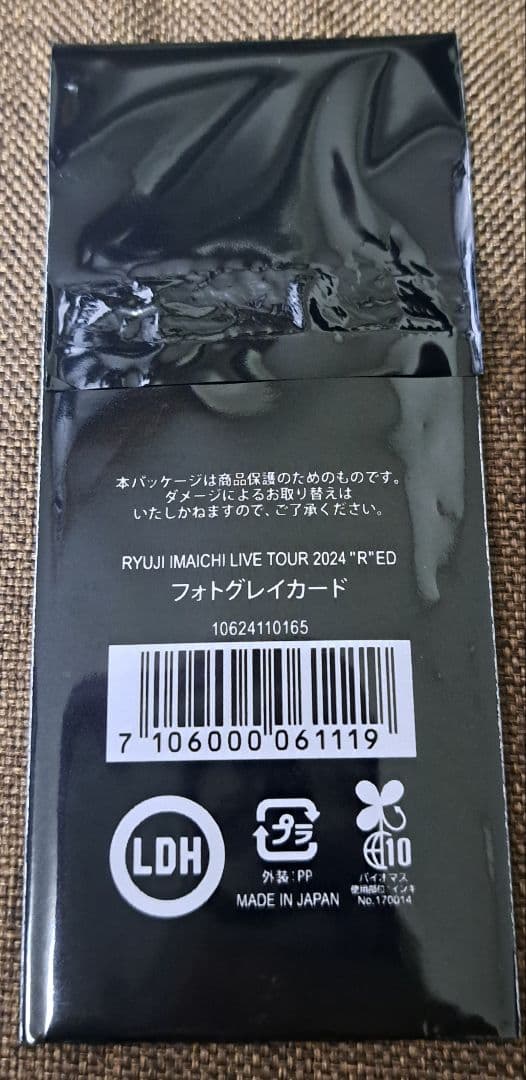 本パッケージは商品保護のためのものです。
ダメージによるお取り替えは
いたしかねますので、ご了承ください。
RYUJI IMAICHI LIVE TOUR 2024 "R"ED
フォトグレイカード
10624110165
7 106000 061119
LDH
プラ
外装:PP
MADE IN JAPAN
10
バイオマス
使用部位:インキ
No.170014